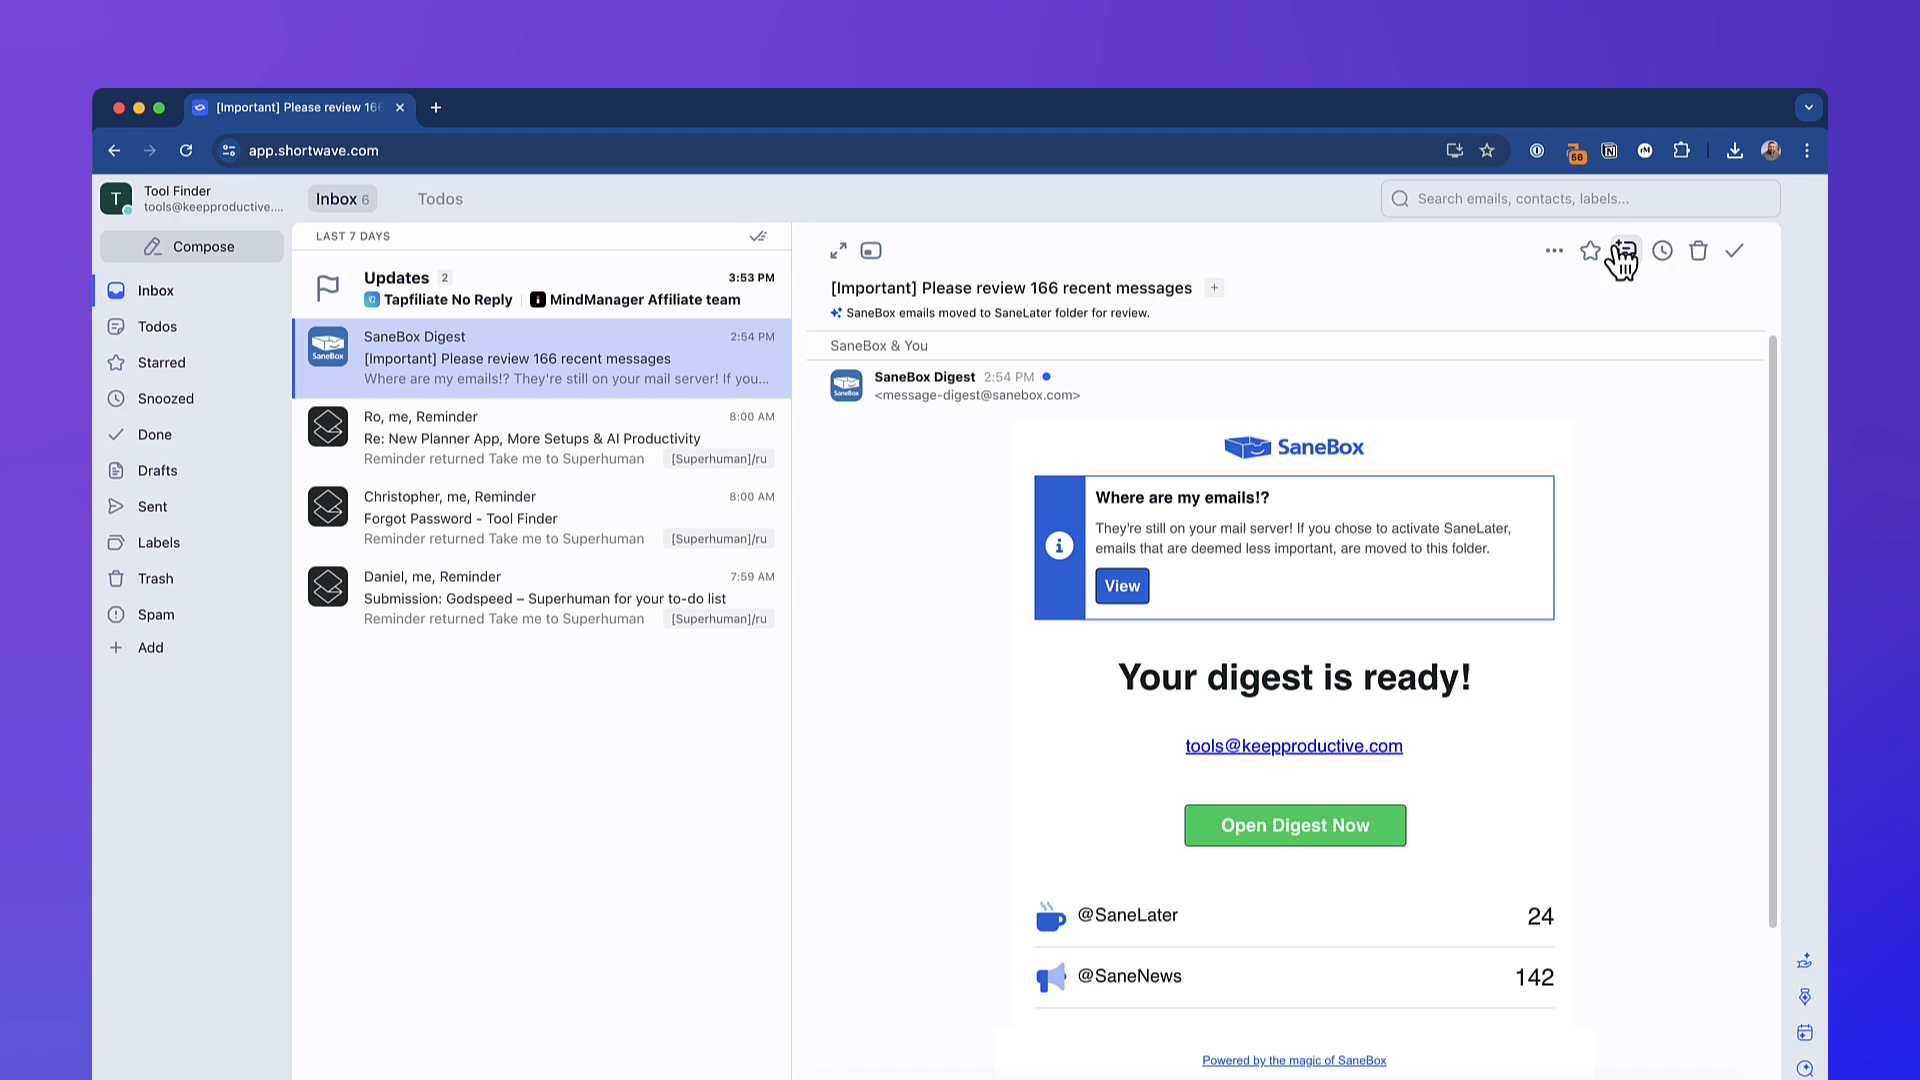 [Important] Please review 166
app.shortwave.com
56
T
Tool Finder
tools@keepproductive....
Inbox 6
Todos
Search emails, contacts, labels...
Compose
Inbox
Todos
Starred
Snoozed
Done
Drafts
Sent
Labels
Trash
Spam
Add
LAST 7 DAYS
Updates 2
3:53 PM
Tapfiliate No Reply
MindManager Affiliate team
SaneBox
SaneBox Digest
2:54 PM
[Important] Please review 166 recent messages
Where are my emails!? They're still on your mail server! If you...
Ro, me, Reminder
8:00 AM
Re: New Planner App, More Setups & AI Productivity
Reminder returned Take me to Superhuman
[Superhuman]/ru
Christopher, me, Reminder
8:00 AM
Forgot Password - Tool Finder
Reminder returned Take me to Superhuman
[Superhuman]/ru
Daniel, me, Reminder
7:59 AM
Submission: Godspeed – Superhuman for your to-do list
Reminder returned Take me to Superhuman
[Superhuman]/ru
[Important] Please review 166 recent messages
SaneBox emails moved to SaneLater folder for review.
SaneBox & You
SaneBox
SaneBox Digest 2:54 PM
<message-digest@sanebox.com>
SaneBox
Where are my emails!?
They're still on your mail server! If you chose to activate SaneLater,
emails that are deemed less important, are moved to this folder.
View
Your digest is ready!
tools@keepproductive.com
Open Digest Now
@SaneLater
24
@SaneNews
142
Powered by the magic of SaneBox